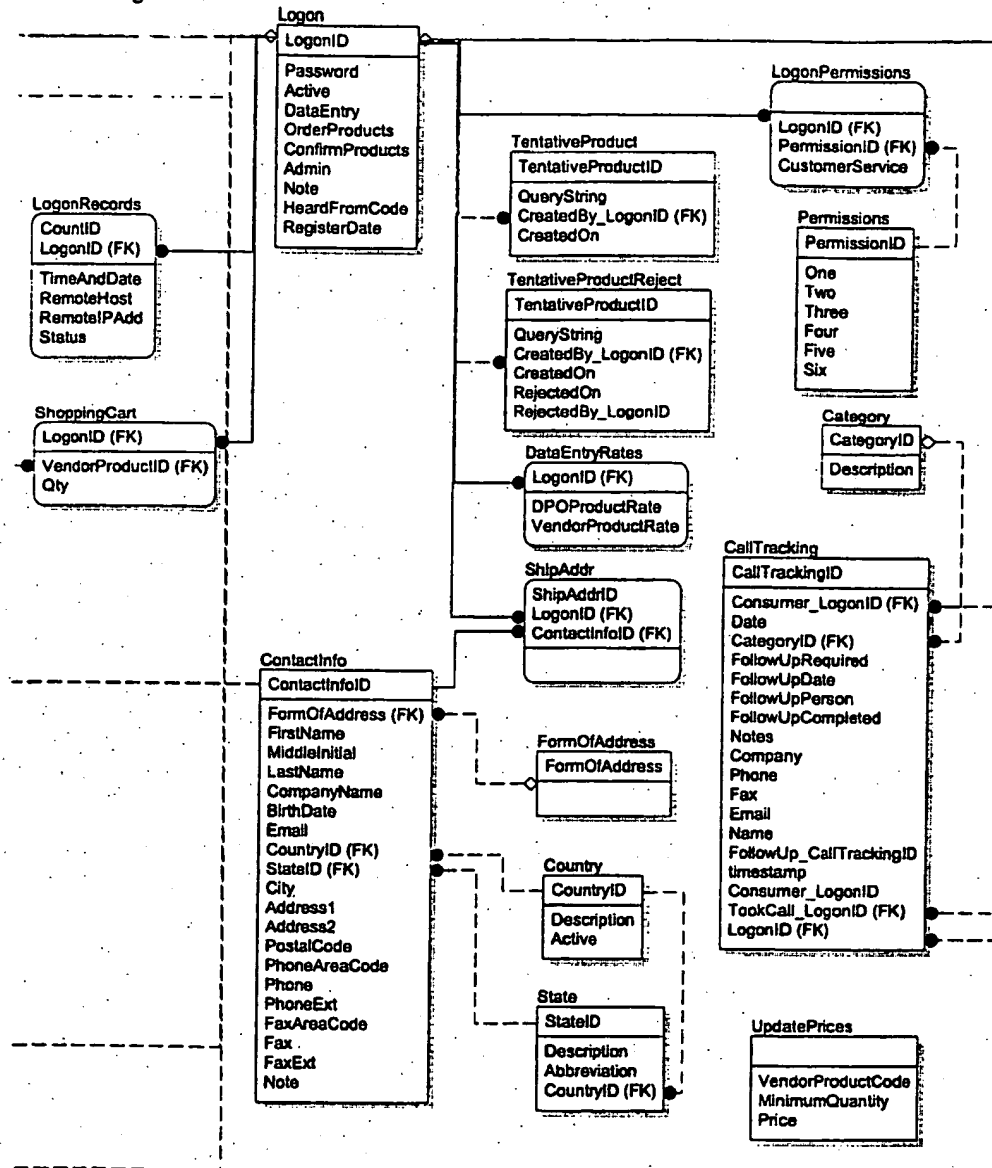 Logon
LogonID
Password
Active
DataEntry
OrderProducts
ConfirmProducts
Admin
Note
HeardFromCode
RegisterDate
LogonPermissions
LogonID (FK)
PermissionID (FK)
CustomerService
TentativeProduct
TentativeProductID
QueryString
CreatedBy_LogonID (FK)
CreatedOn
LogonRecords
CountID
LogonID (FK)
TimeAndDate
RemoteHost
RemoteIPAdd
Status
Permissions
PermissionID
One
Two
Three
Four
Five
Six
TentativeProductReject
TentativeProductID
QueryString
CreatedBy_LogonID (FK)
CreatedOn
RejectedOn
RejectedBy_LogonID
ShoppingCart
LogonID (FK)
VendorProductID (FK)
Qty
Category
CategoryID
Description
DataEntryRates
LogonID (FK)
DPOProductRate
VendorProductRate
CallTracking
CallTrackingID
Consumer_LogonID (FK)
Date
CategoryID (FK)
FollowUpRequired
FollowUpDate
FollowUpPerson
FollowUpCompleted
Notes
Company
Phone
Fax
Email
Name
FollowUp_CallTrackingID
timestamp
Consumer_LogonID
TookCall_LogonID (FK)
LogonID (FK)
ShipAddr
ShipAddrID
LogonID (FK)
ContactInfoID (FK)
ContactInfo
ContactInfoID
FormOfAddress (FK)
FirstName
MiddleInitial
LastName
CompanyName
BirthDate
Email
CountryID (FK)
StateID (FK)
City
Address1
Address2
PostalCode
PhoneAreaCode
Phone
PhoneExt
FaxAreaCode
Fax
FaxExt
Note
FormOfAddress
FormOfAddress
Country
CountryID
Description
Active
State
StateID
Description
Abbreviation
CountryID (FK)
UpdatePrices
VendorProductCode
MinimumQuantity
Price